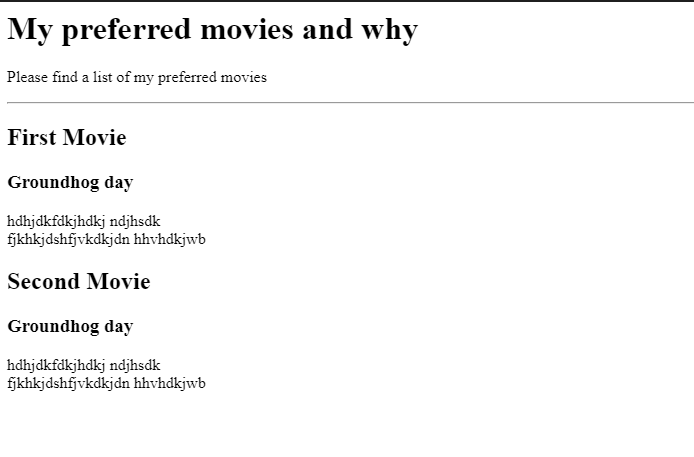 My preferred movies and why
Please find a list of my preferred movies
First Movie
Groundhog day
hdhjdkfdkjhdkj ndjhsdk
fjkhkjdshfjvkdkjdn hhvhdkjwb
Second Movie
Groundhog day
hdhjdkfdkjhdkj ndjhsdk
fjkhkjdshfjvkdkjdn hhvhdkjwb